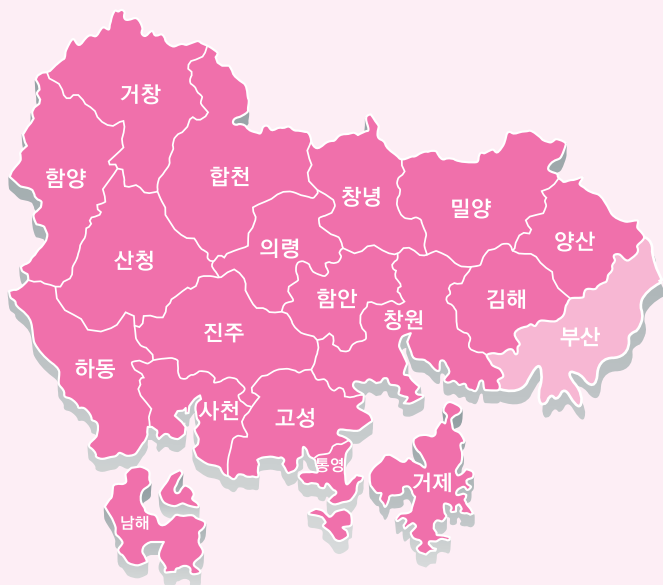 거창
함양
합천
창녕
밀양
양산
의령
산청
함안
김해
창원
진주
부산
하동
사천
고성
통영
거제
남해